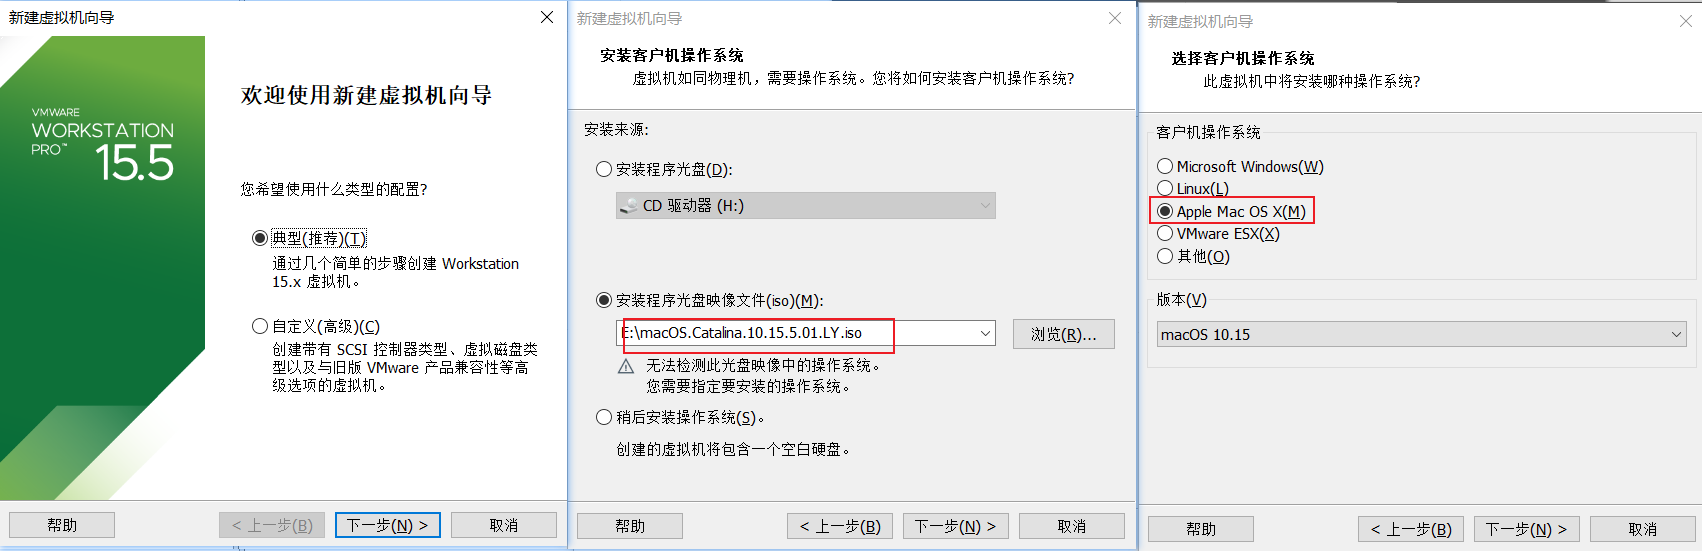 新建虚拟机向导
VMWARE
WORKSTATION
PRO™
15.5
欢迎使用新建虚拟机向导
您希望使用什么类型的配置?
典型(推荐)(T)
通过几个简单的步骤创建 Workstation
15.x 虚拟机。
自定义(高级)(C)
创建带有 SCSI 控制器类型、虚拟磁盘类
型以及与旧版 VMware 产品兼容性等高
级选项的虚拟机。
帮助
< 上一步(B)
下一步(N) >
取消
新建虚拟机向导
安装客户机操作系统
虚拟机如同物理机，需要操作系统。您将如何安装客户机操作系统?
安装来源:
安装程序光盘(D):
CD 驱动器 (H:)
安装程序光盘映像文件(iso)(M):
E:\macOS.Catalina.10.15.5.01.LY.iso
浏览(R)...
无法检测此光盘映像中的操作系统。
您需要指定要安装的操作系统。
稍后安装操作系统(S)。
创建的虚拟机将包含一个空白硬盘。
帮助
< 上一步(B)
下一步(N) >
取消
新建虚拟机向导
选择客户机操作系统
此虚拟机中将安装哪种操作系统?
客户机操作系统
Microsoft Windows(W)
Linux(L)
Apple Mac OS X(M)
VMware ESX(X)
其他(O)
版本(V)
macOS 10.15
帮助
< 上一步(B)
下一步(N) >
取消